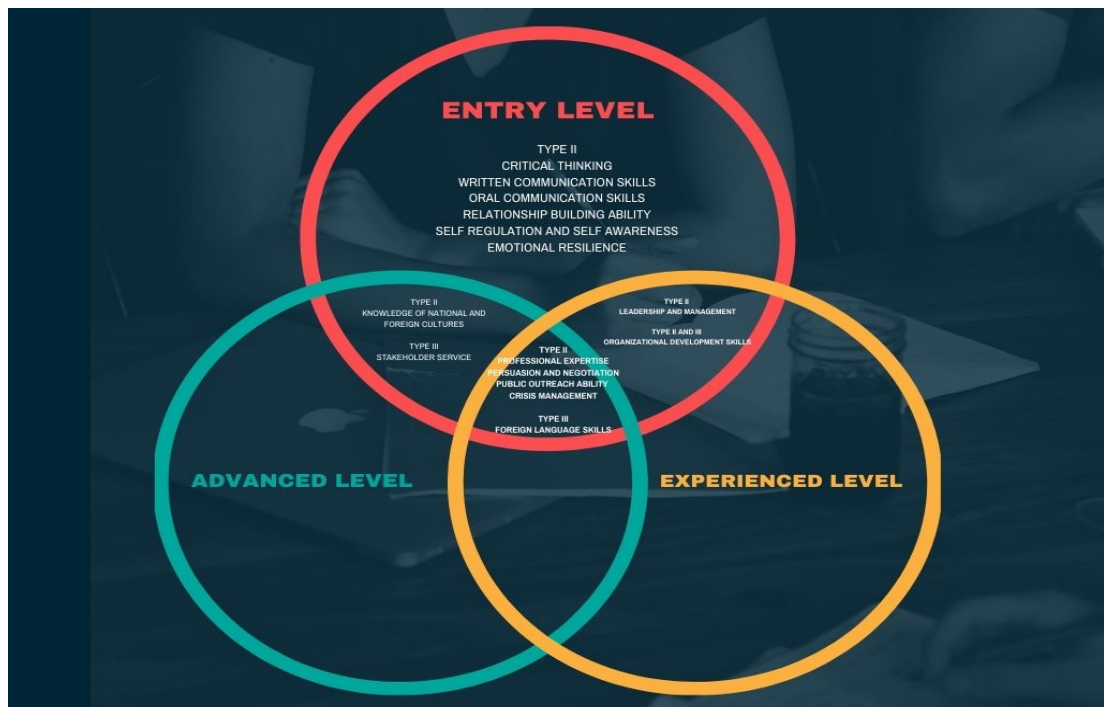 ENTRY LEVEL
TYPE II
CRITICAL THINKING
WRITTEN COMMUNICATION SKILLS
ORAL COMMUNICATION SKILLS
RELATIONSHIP BUILDING ABILITY
SELF REGULATION AND SELF AWARENESS
EMOTIONAL RESILIENCE
TYPE II
KNOWLEDGE OF NATIONAL AND
FOREIGN CULTURES
TYPE III
STAKEHOLDER SERVICE
TYPE II
LEADERSHIP AND MANAGEMENT
TYPE II AND III
ORGANIZATIONAL DEVELOPMENT SKILLS
TYPE II
PROFESSIONAL EXPERTISE
PERSUASION AND NEGOTIATION
PUBLIC OUTREACH ABILITY
CRISIS MANAGEMENT
TYPE III
FOREIGN LANGUAGE SKILLS
ADVANCED LEVEL
EXPERIENCED LEVEL